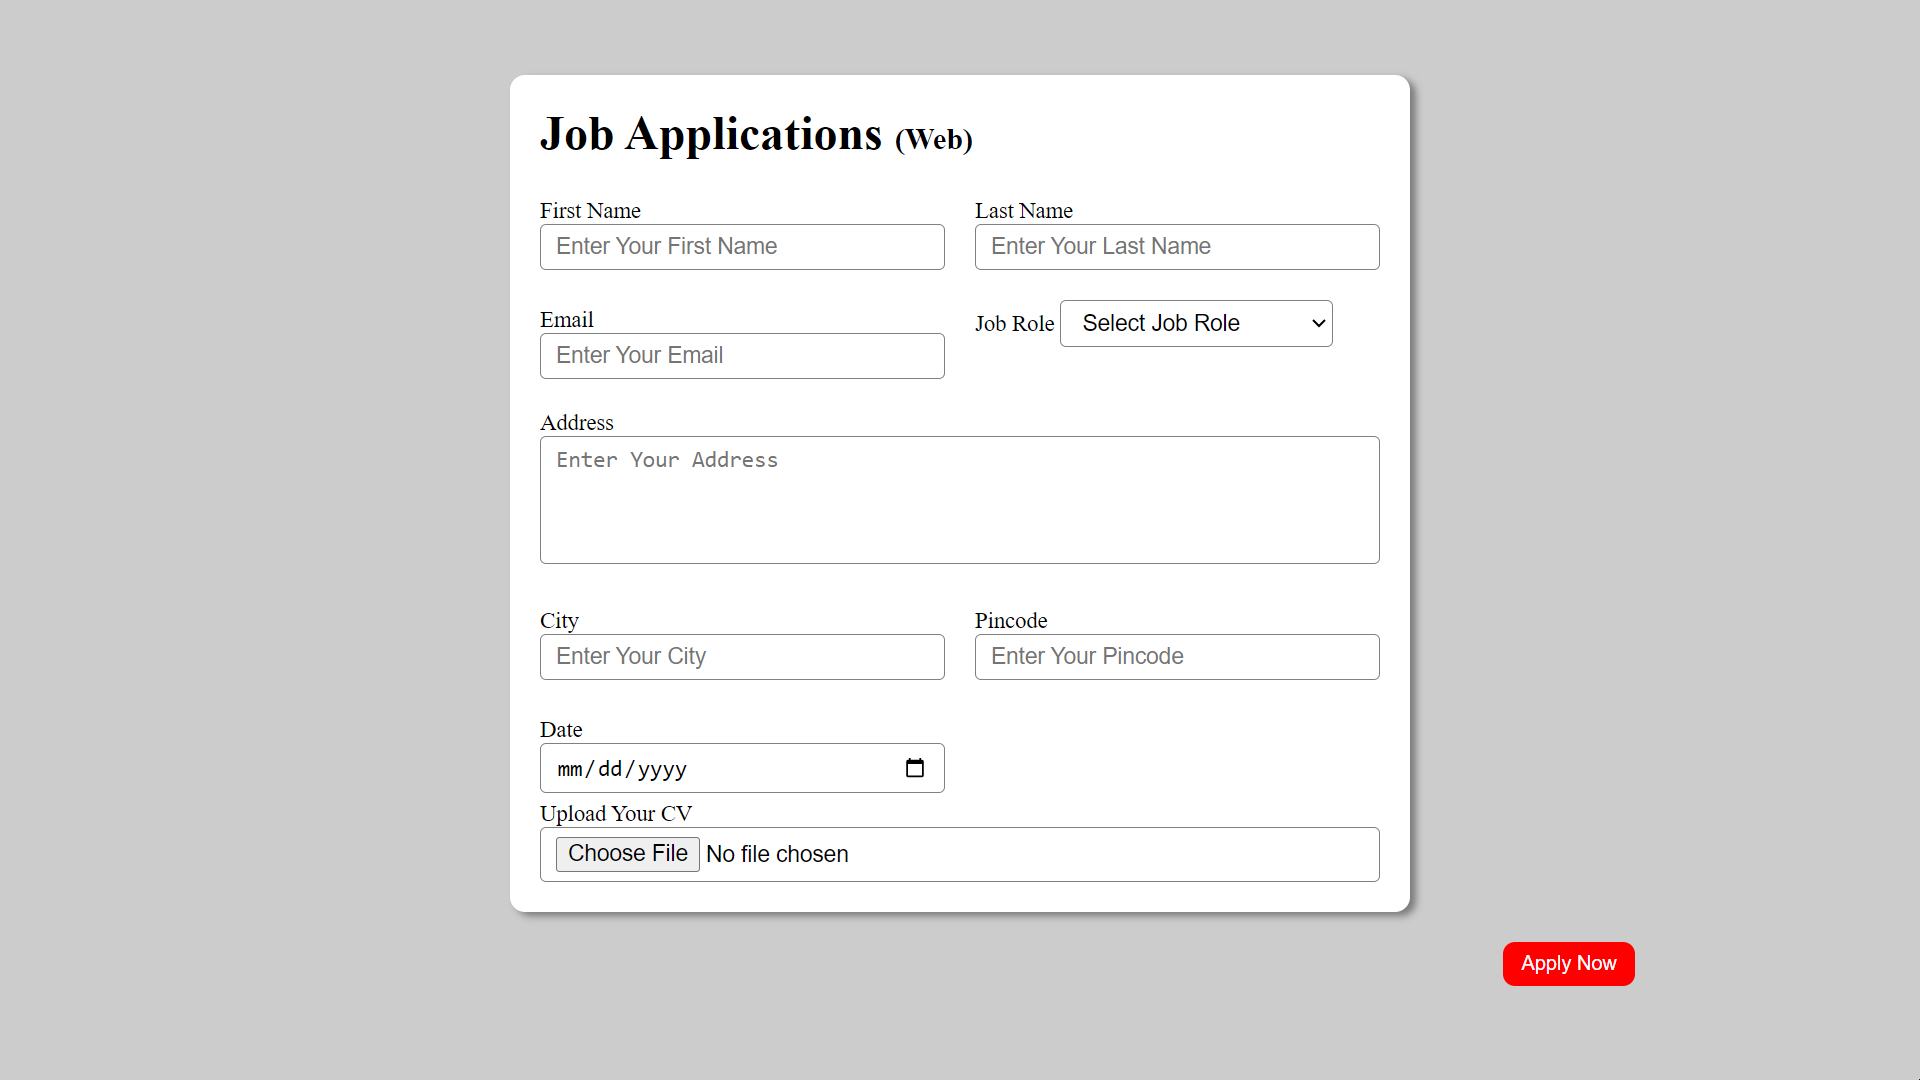 Job Applications (Web)
First Name Last Name
Enter Your First Name Enter Your Last Name
Email Job Role Select Job Role
Enter Your Email
Address
Enter Your Address
City Pincode
Enter Your City Enter Your Pincode
Date
mm/dd/yyyy
Upload Your CV
Choose File No file chosen
Apply Now